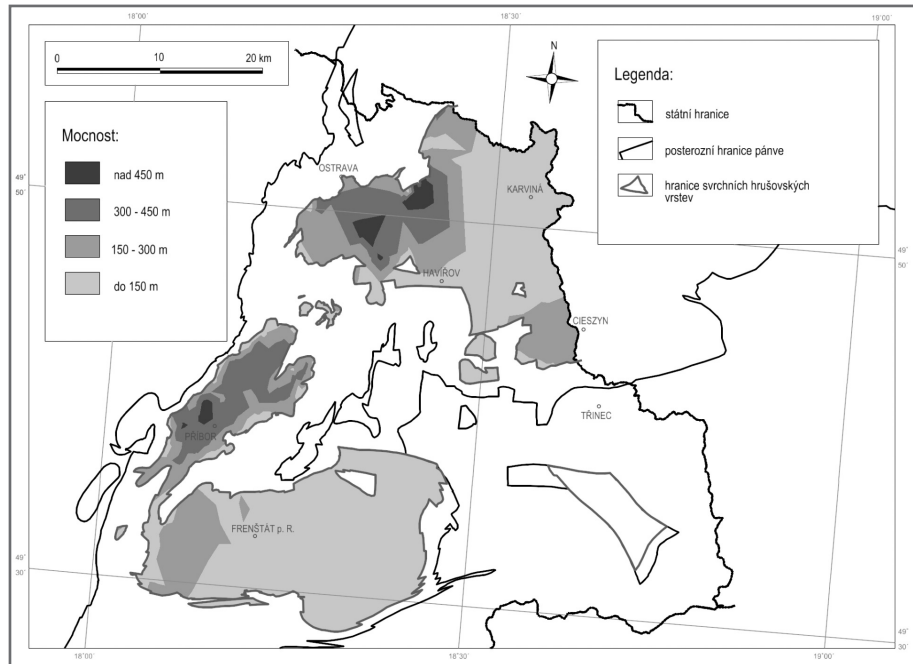 18°00' 18°30' 19°00'
0 10 20 km
N
Legenda:
státní hranice
posterozní hranice pánve
hranice svrchních hrušovských
vrstev
Mocnost:
nad 450 m
300 - 450 m
150 - 300 m
do 150 m
49°
50'
OSTRAVA
KARVINÁ
49°
50'
HAVÍŘOV
CIESZYN
TŘINEC
PŘÍBOR
FRENŠTÁT p. R.
49°
30'
49°
30'
18°00' 18°30' 19°00'